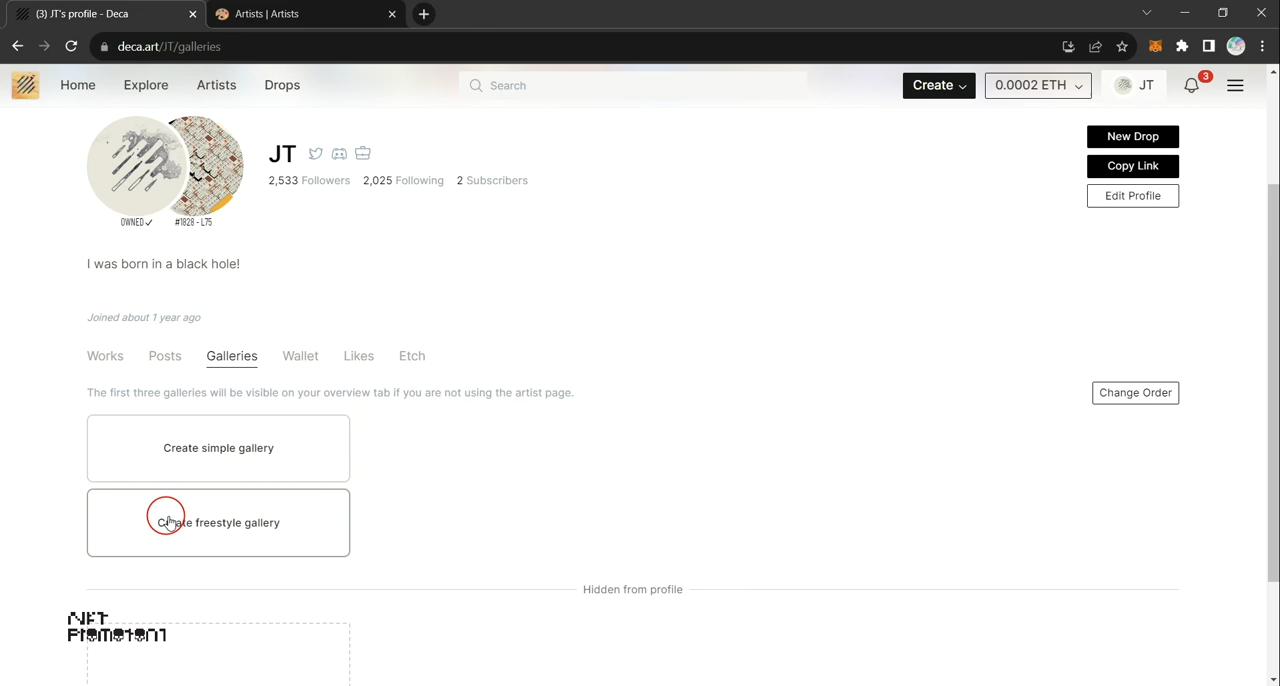 (3) JT's profile - Deca
Artists | Artists
deca.art/JT/galleries
Home Explore Artists Drops Search Create 0.0002 ETH JT 3
New Drop
JT
Copy Link
2,533 Followers 2,025 Following 2 Subscribers
Edit Profile
OWNED #1828 - L75
I was born in a black hole!
Joined about 1 year ago
Works Posts Galleries Wallet Likes Etch
The first three galleries will be visible on your overview tab if you are not using the artist page. Change Order
Create simple gallery
Create freestyle gallery
Hidden from profile
NFT